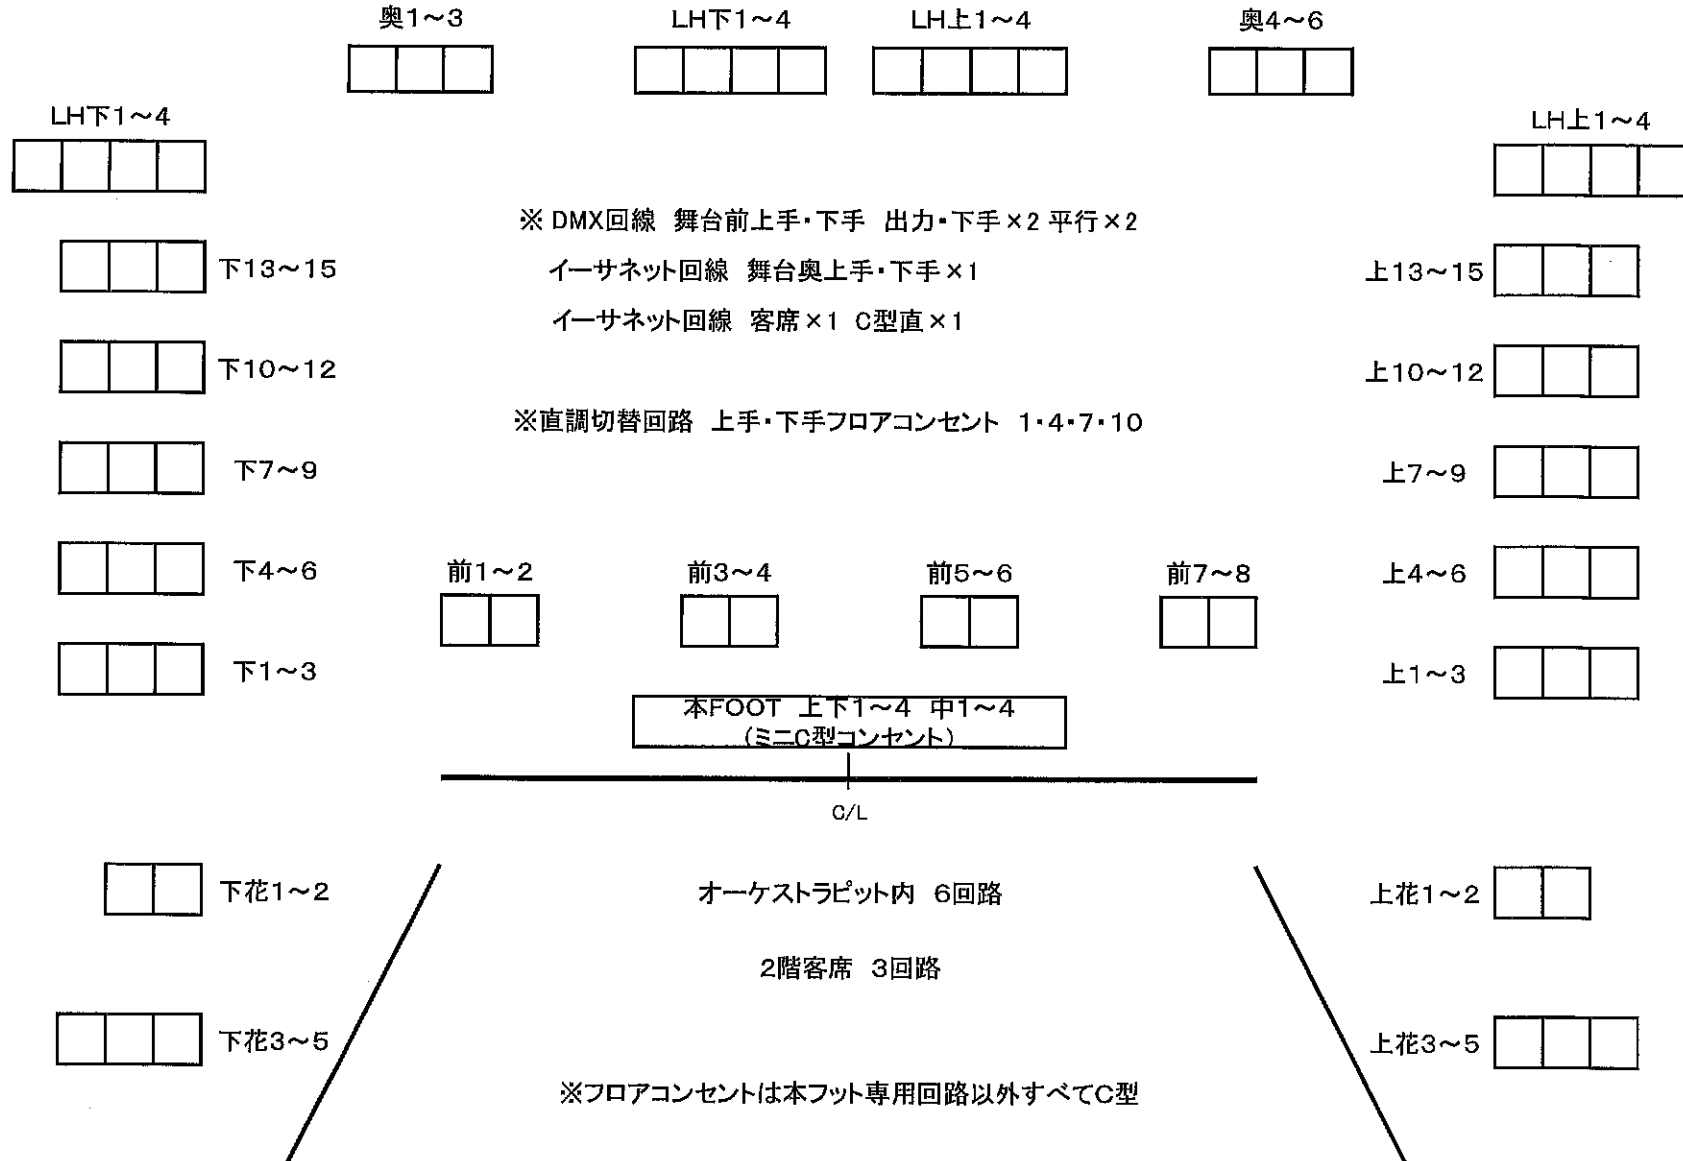 奥1～3
LH下1～4
LH上1～4
奥4～6
LH下1～4
LH上1～4
※ DMX回線 舞台前上手・下手 出力・下手×2 平行×2
下13～15
イーサネット回線 舞台奥上手・下手×1
上13～15
イーサネット回線 客席×1 C型直×1
下10～12
上10～12
※直調切替回路 上手・下手フロアコンセント 1・4・7・10
下7～9
上7～9
下4～6
前1～2
前3～4
前5～6
前7～8
上4～6
下1～3
上1～3
本FOOT 上下1～4 中1～4
(ミニC型コンセント)
C/L
下花1～2
オーケストラピット内 6回路
上花1～2
2階客席 3回路
下花3～5
上花3～5
※フロアコンセントは本フット専用回路以外すべてC型